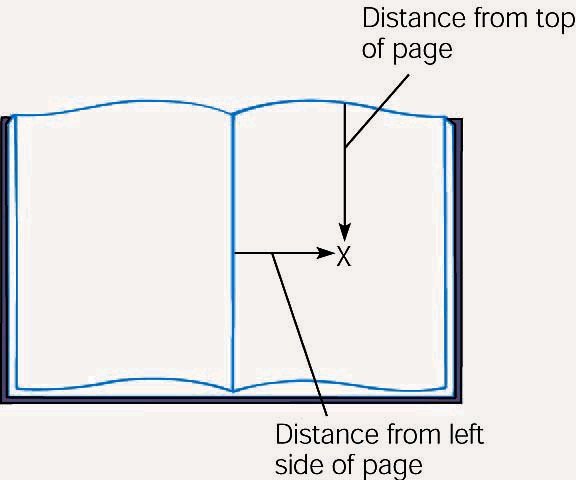 Distance from top
of page
X
Distance from left
side of page